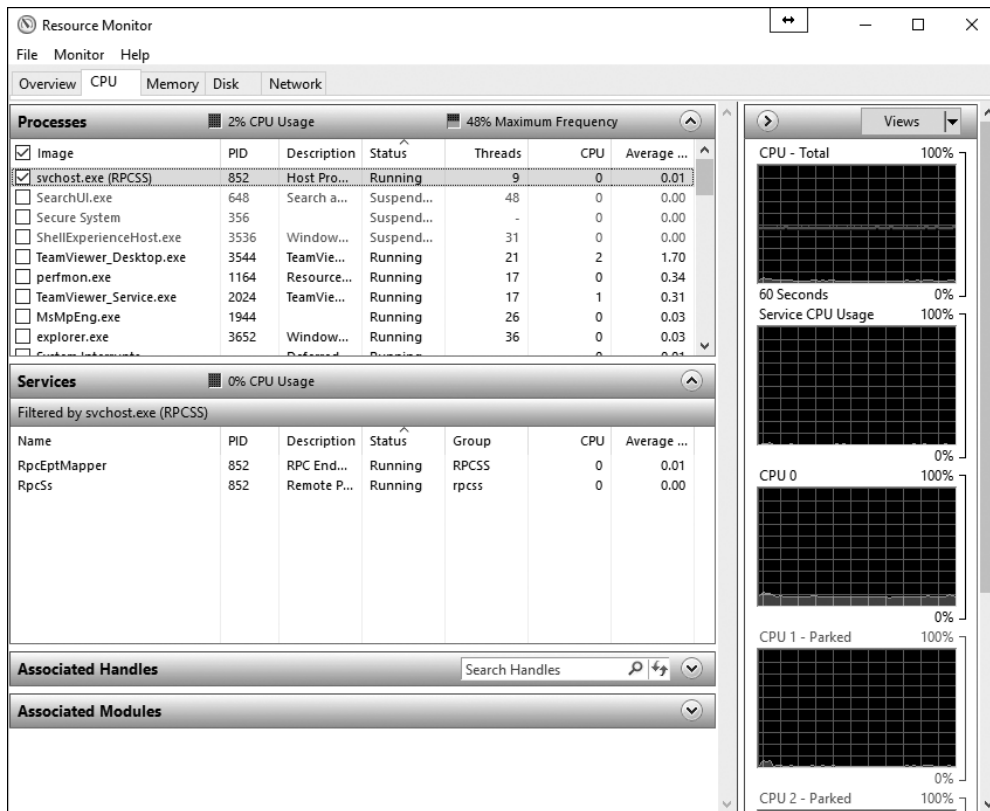 Resource Monitor
File Monitor Help
Overview CPU Memory Disk Network
Processes 2% CPU Usage 48% Maximum Frequency
Image PID Description Status Threads CPU Average ...
svchost.exe (RPCSS) 852 Host Pro... Running 9 0 0.01
SearchUI.exe 648 Search a... Suspend... 48 0 0.00
Secure System 356 Suspend... - 0 0.00
ShellExperienceHost.exe 3536 Window... Suspend... 31 0 0.00
TeamViewer_Desktop.exe 3544 TeamVie... Running 21 2 1.70
perfmon.exe 1164 Resource... Running 17 0 0.34
TeamViewer_Service.exe 2024 TeamVie... Running 17 1 0.31
MsMpEng.exe 1944 Running 26 0 0.03
explorer.exe 3652 Window... Running 36 0 0.03
Services 0% CPU Usage
Filtered by svchost.exe (RPCSS)
Name PID Description Status Group CPU Average ...
RpcEptMapper 852 RPC End... Running RPCSS 0 0.01
RpcSs 852 Remote P... Running rpcss 0 0.00
Associated Handles Search Handles
Associated Modules
Views
CPU - Total 100%
60 Seconds 0%
Service CPU Usage 100%
0%
CPU 0 100%
0%
CPU 1 - Parked 100%
0%
CPU 2 - Parked 100%